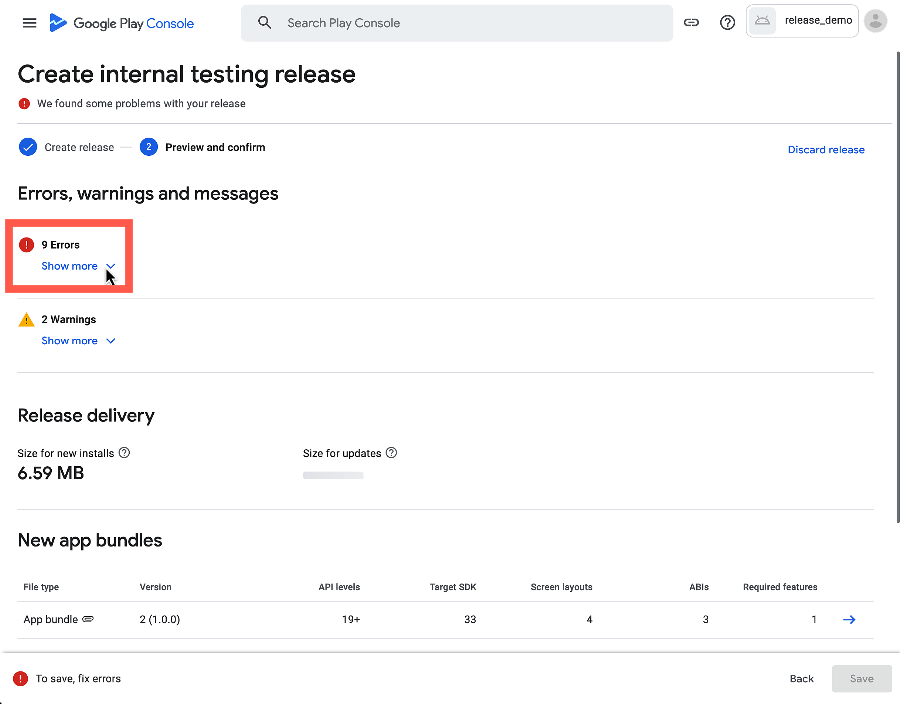 Google Play Console
Search Play Console
release_demo
Create internal testing release
We found some problems with your release
Create release
2 Preview and confirm
Discard release
Errors, warnings and messages
9 Errors
Show more
2 Warnings
Show more
Release delivery
Size for new installs
Size for updates
6.59 MB
New app bundles
File type Version API levels Target SDK Screen layouts ABIs Required features
App bundle 2 (1.0.0) 19+ 33 4 3 1
To save, fix errors
Back
Save